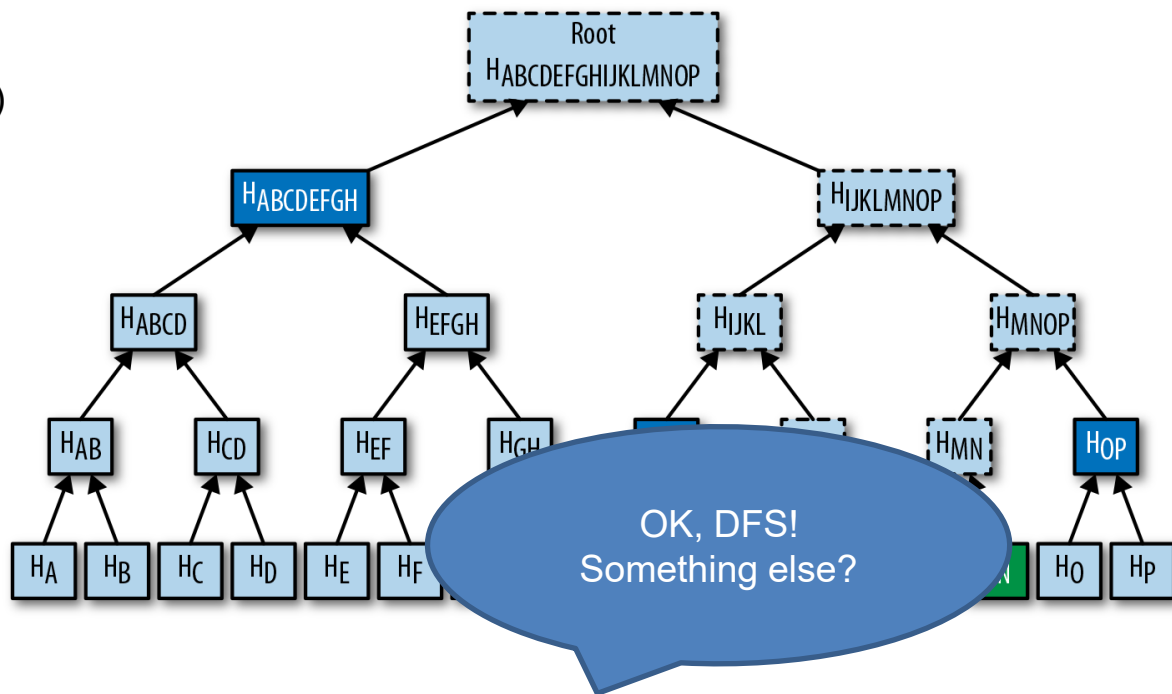 Root
HABCDEFGHIJKLMNOP
)
HABCDEFGH
HIJKLMNOP
HABCD
HEFGH
HIJKL
HMNOP
HAB
HCD
HEF
HGH
HMN
HOP
OK, DFS!
Something else?
HA
HB
HC
HD
HE
HF
N
HO
HP